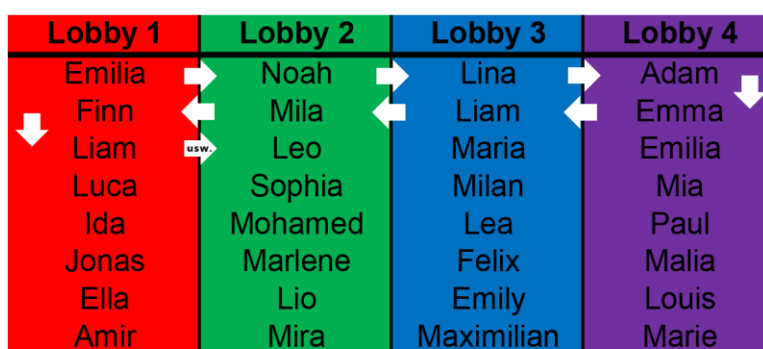 Lobby 1 Lobby 2 Lobby 3 Lobby 4
Emilia Noah Lina Adam
Finn Mila Liam Emma
Liam usw. Leo Maria Emilia
Luca Sophia Milan Mia
Ida Mohamed Lea Paul
Jonas Marlene Felix Malia
Ella Lio Emily Louis
Amir Mira Maximilian Marie